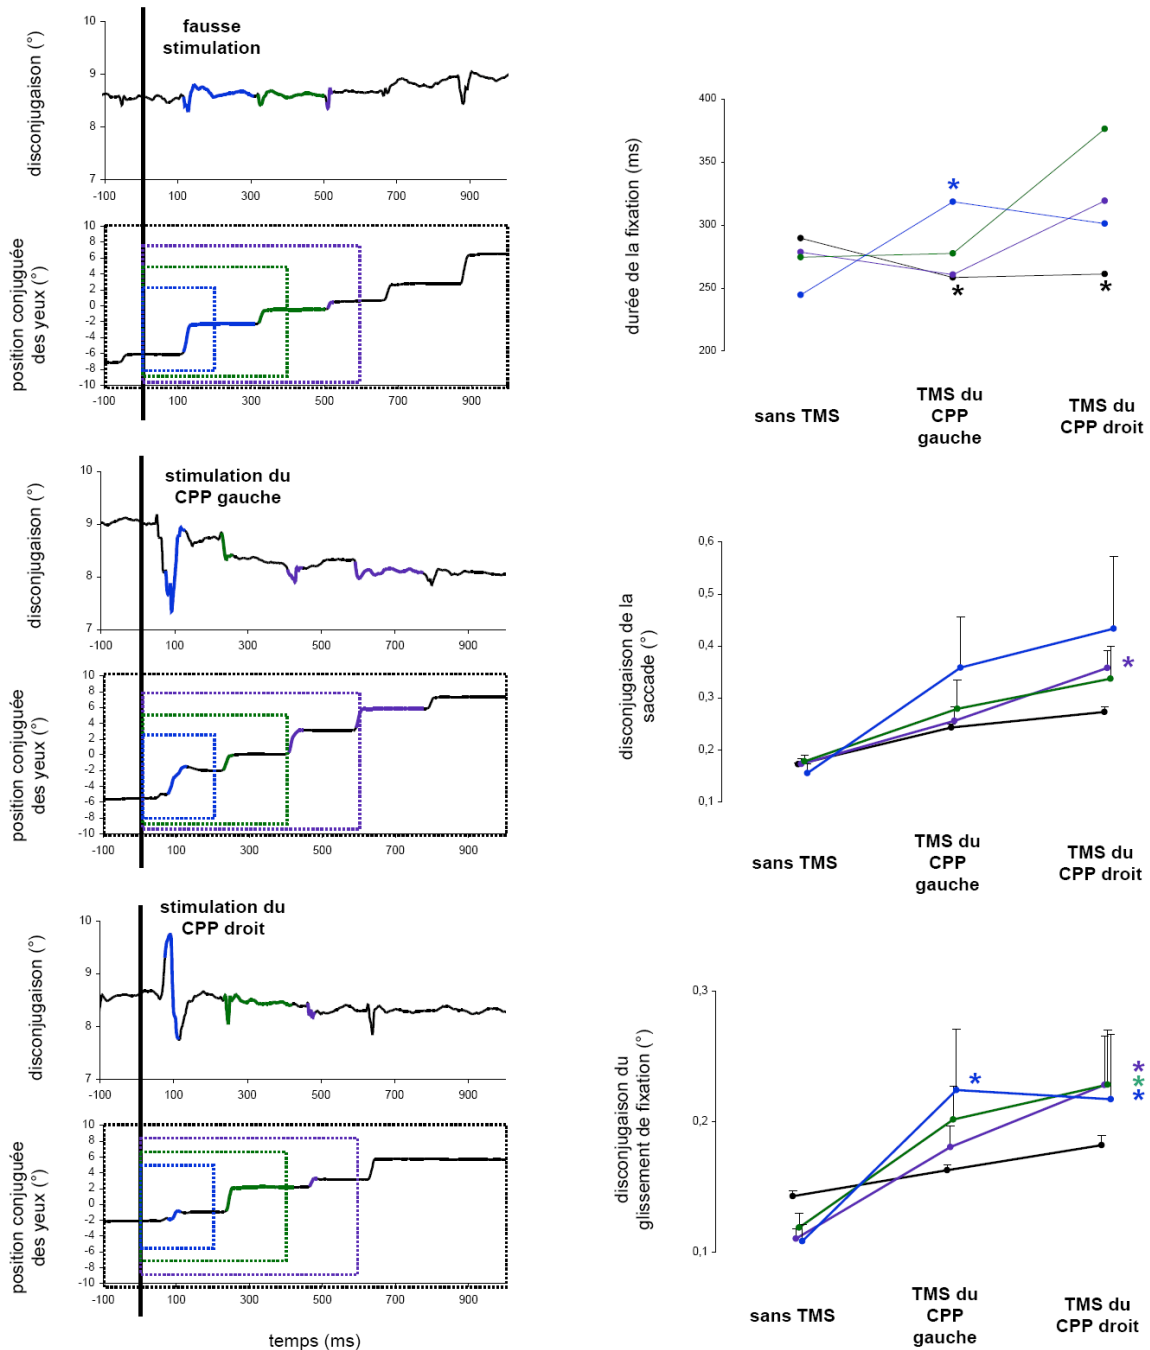 fausse
stimulation
disconjugaison (°)
10
9
8
7
-100 100 300 500 700 900
position conjuguée
des yeux (°)
10
8
6
4
2
0
-2
-4
-6
-8
-10
-100 100 300 500 700 900
stimulation du
CPP gauche
disconjugaison (°)
10
9
8
7
-100 100 300 500 700 900
position conjuguée
des yeux (°)
10
8
6
4
2
0
-2
-4
-6
-8
-10
-100 100 300 500 700 900
stimulation du
CPP droit
disconjugaison (°)
10
9
8
7
-100 100 300 500 700 900
position conjuguée
des yeux (°)
10
8
6
4
2
0
-2
-4
-6
-8
-10
-100 100 300 500 700 900
temps (ms)
durée de la fixation (ms)
400
350
300
250
200
*
*
*
sans TMS
TMS du
CPP
gauche
TMS du
CPP droit
disconjugaison de la
saccade (°)
0,6
0,5
0,4
0,3
0,2
0,1
*
sans TMS
TMS du
CPP
gauche
TMS du
CPP droit
disconjugaison du
glissement de fixation (°)
0,3
0,2
0,1
*
*
*
*
sans TMS
TMS du
CPP
gauche
TMS du
CPP droit